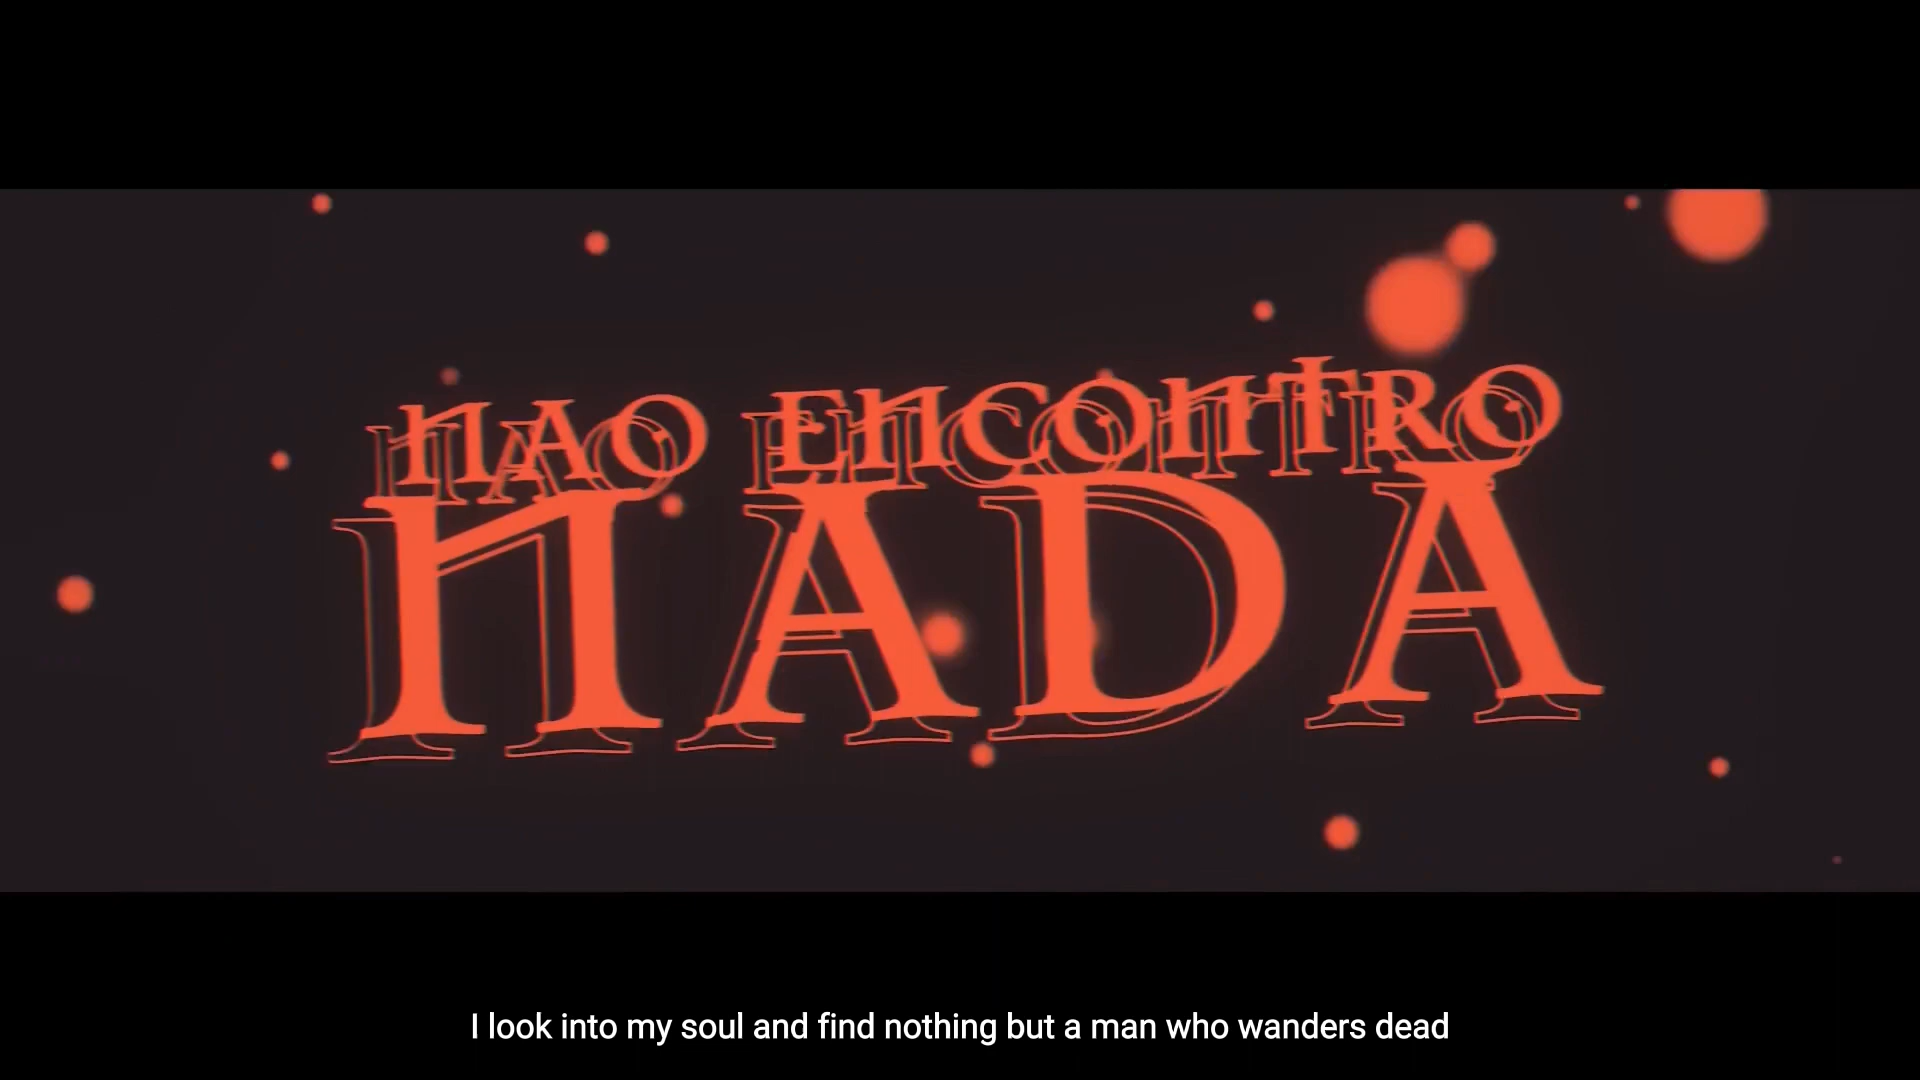 NAO ENCONTRO
NADA
I look into my soul and find nothing but a man who wanders dead